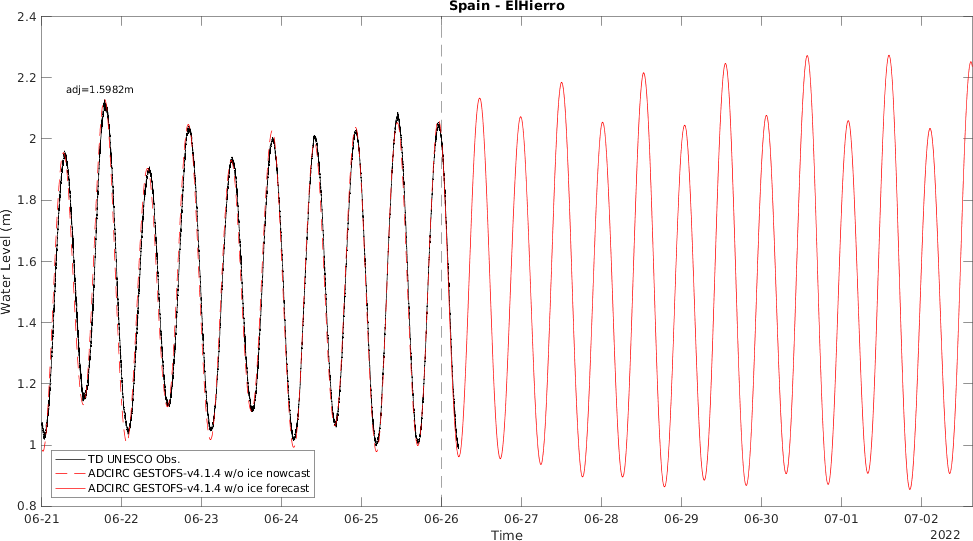 Spain - ElHierro
adj=1.5982m
2.4
2.2
2
1.8
1.6
1.4
1.2
1
0.8
Water Level (m)
TD UNESCO Obs.
ADCIRC GESTOFS-v4.1.4 w/o ice nowcast
ADCIRC GESTOFS-v4.1.4 w/o ice forecast
06-21 06-22 06-23 06-24 06-25 06-26 06-27 06-28 06-29 06-30 07-01 07-02
Time
2022